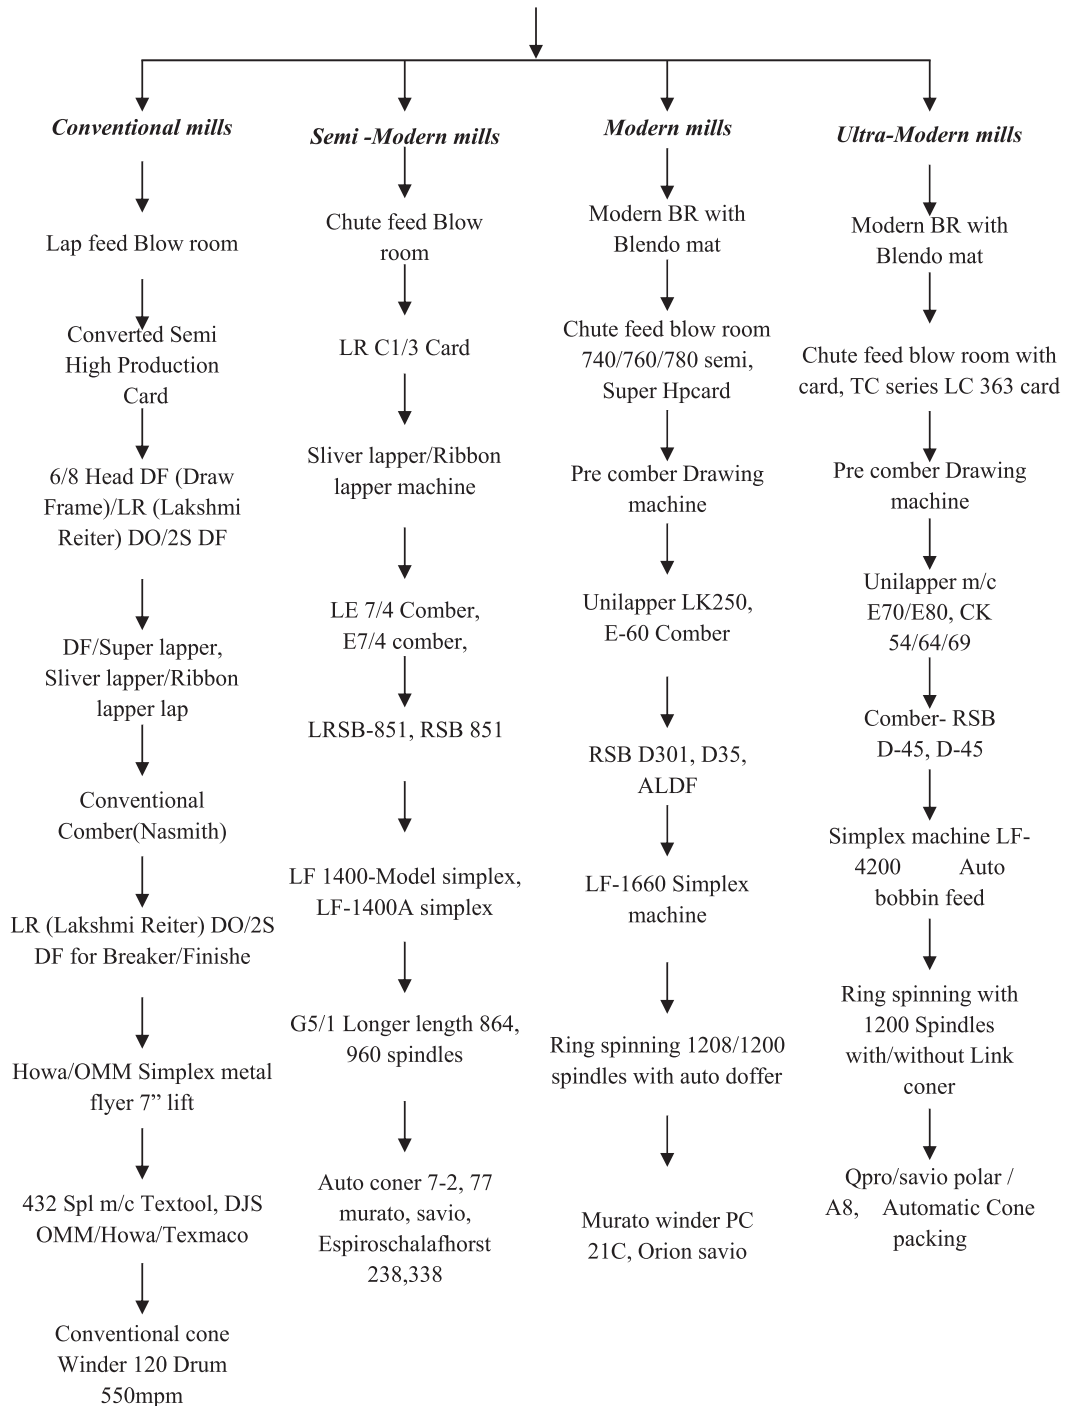 Conventional mills
Lap feed Blow room
Converted Semi
High Production
Card
6/8 Head DF (Draw
Frame)/LR (Lakshmi
Reiter) DO/2S DF
DF/Super lapper,
Sliver lapper/Ribbon
lapper lap
Conventional
Comber(Nasmith)
LR (Lakshmi Reiter) DO/2S
DF for Breaker/Finishe
Howa/OMM Simplex metal
flyer 7” lift
432 Spl m/c Textool, DJS
OMM/Howa/Texmaco
Conventional cone
Winder 120 Drum
550mpm
Semi -Modern mills
Chute feed Blow
room
LR C1/3 Card
Sliver lapper/Ribbon
lapper machine
LE 7/4 Comber,
E7/4 comber,
LRSB-851, RSB 851
LF 1400-Model simplex,
LF-1400A simplex
G5/1 Longer length 864,
960 spindles
Auto coner 7-2, 77
murato, savio,
Espiroschalafhorst
238,338
Modern mills
Modern BR with
Blendo mat
Chute feed blow room
740/760/780 semi,
Super Hpcard
Pre comber Drawing
machine
Unilapper LK250,
E-60 Comber
RSB D301, D35,
ALDF
LF-1660 Simplex
machine
Ring spinning 1208/1200
spindles with auto doffer
Murato winder PC
21C, Orion savio
Ultra-Modern mills
Modern BR with
Blendo mat
Chute feed blow room with
card, TC series LC 363 card
Pre comber Drawing
machine
Unilapper m/c
E70/E80, CK
54/64/69
Comber- RSB
D-45, D-45
Simplex machine LF-
4200 Auto
bobbin feed
Ring spinning with
1200 Spindles
with/without Link
coner
Qpro/savio polar /
A8, Automatic Cone
packing